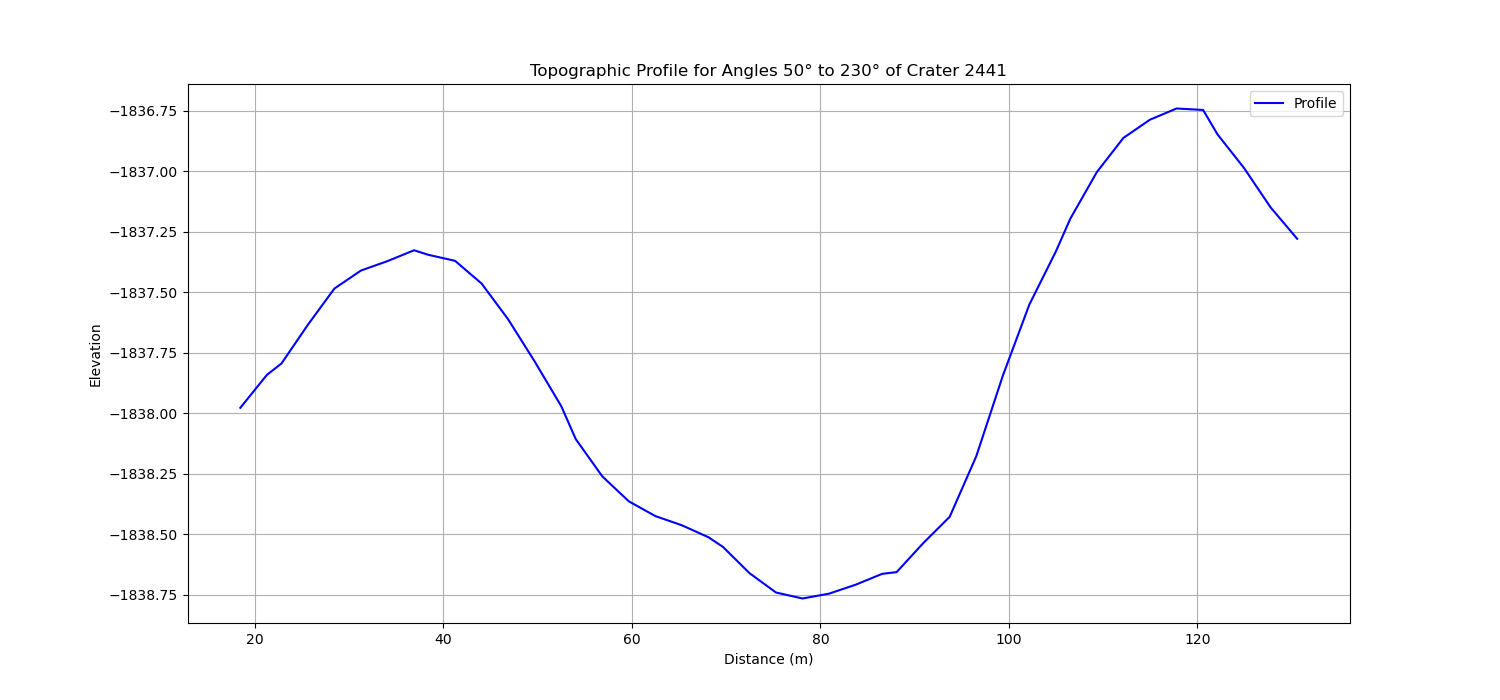 Topographic Profile for Angles 50° to 230° of Crater 2441
Profile
−1836.75
−1837.00
−1837.25
−1837.50
−1837.75
−1838.00
−1838.25
−1838.50
−1838.75
Elevation
20 40 60 80 100 120
Distance (m)